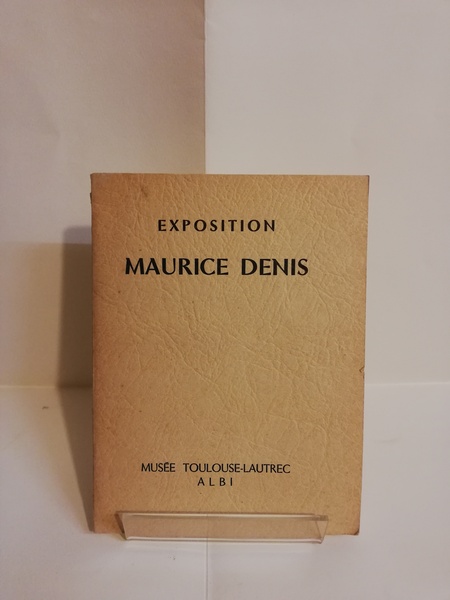 EXPOSITION
MAURICE DENIS
MUSÉE TOULOUSE-LAUTREC
ALBI